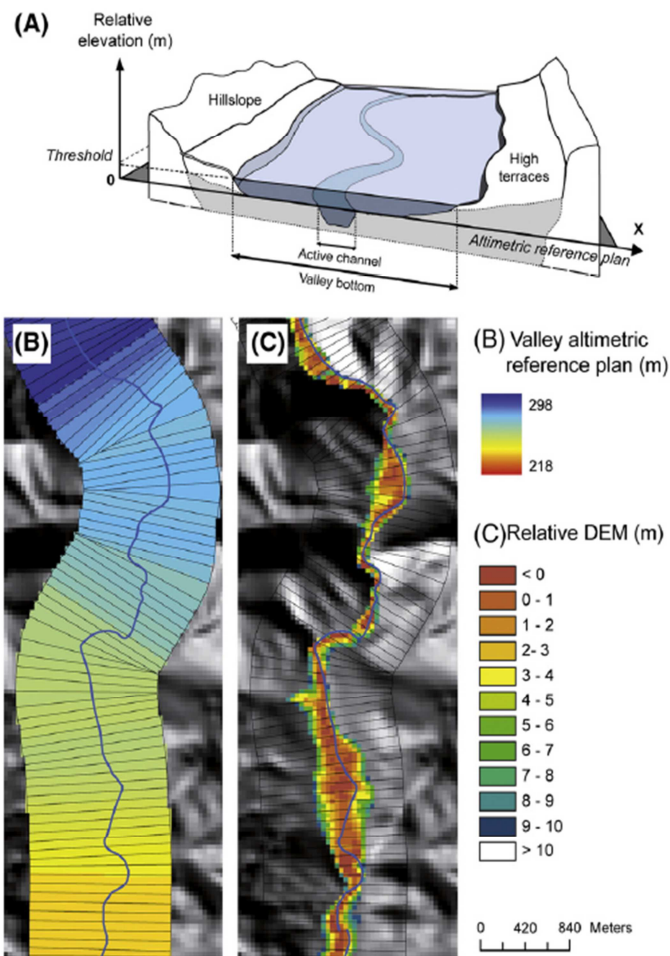 (A)
Relative
elevation (m)
Hillslope
Threshold
0
High
terraces
X
Altimetric reference plan
Active channel
Valley bottom
(B)
(C)
(B) Valley altimetric
reference plan (m)
298
218
(C) Relative DEM (m)
< 0
0 - 1
1 - 2
2- 3
3 - 4
4 - 5
5 - 6
6 - 7
7 - 8
8 - 9
9 - 10
> 10
0 420 840 Meters